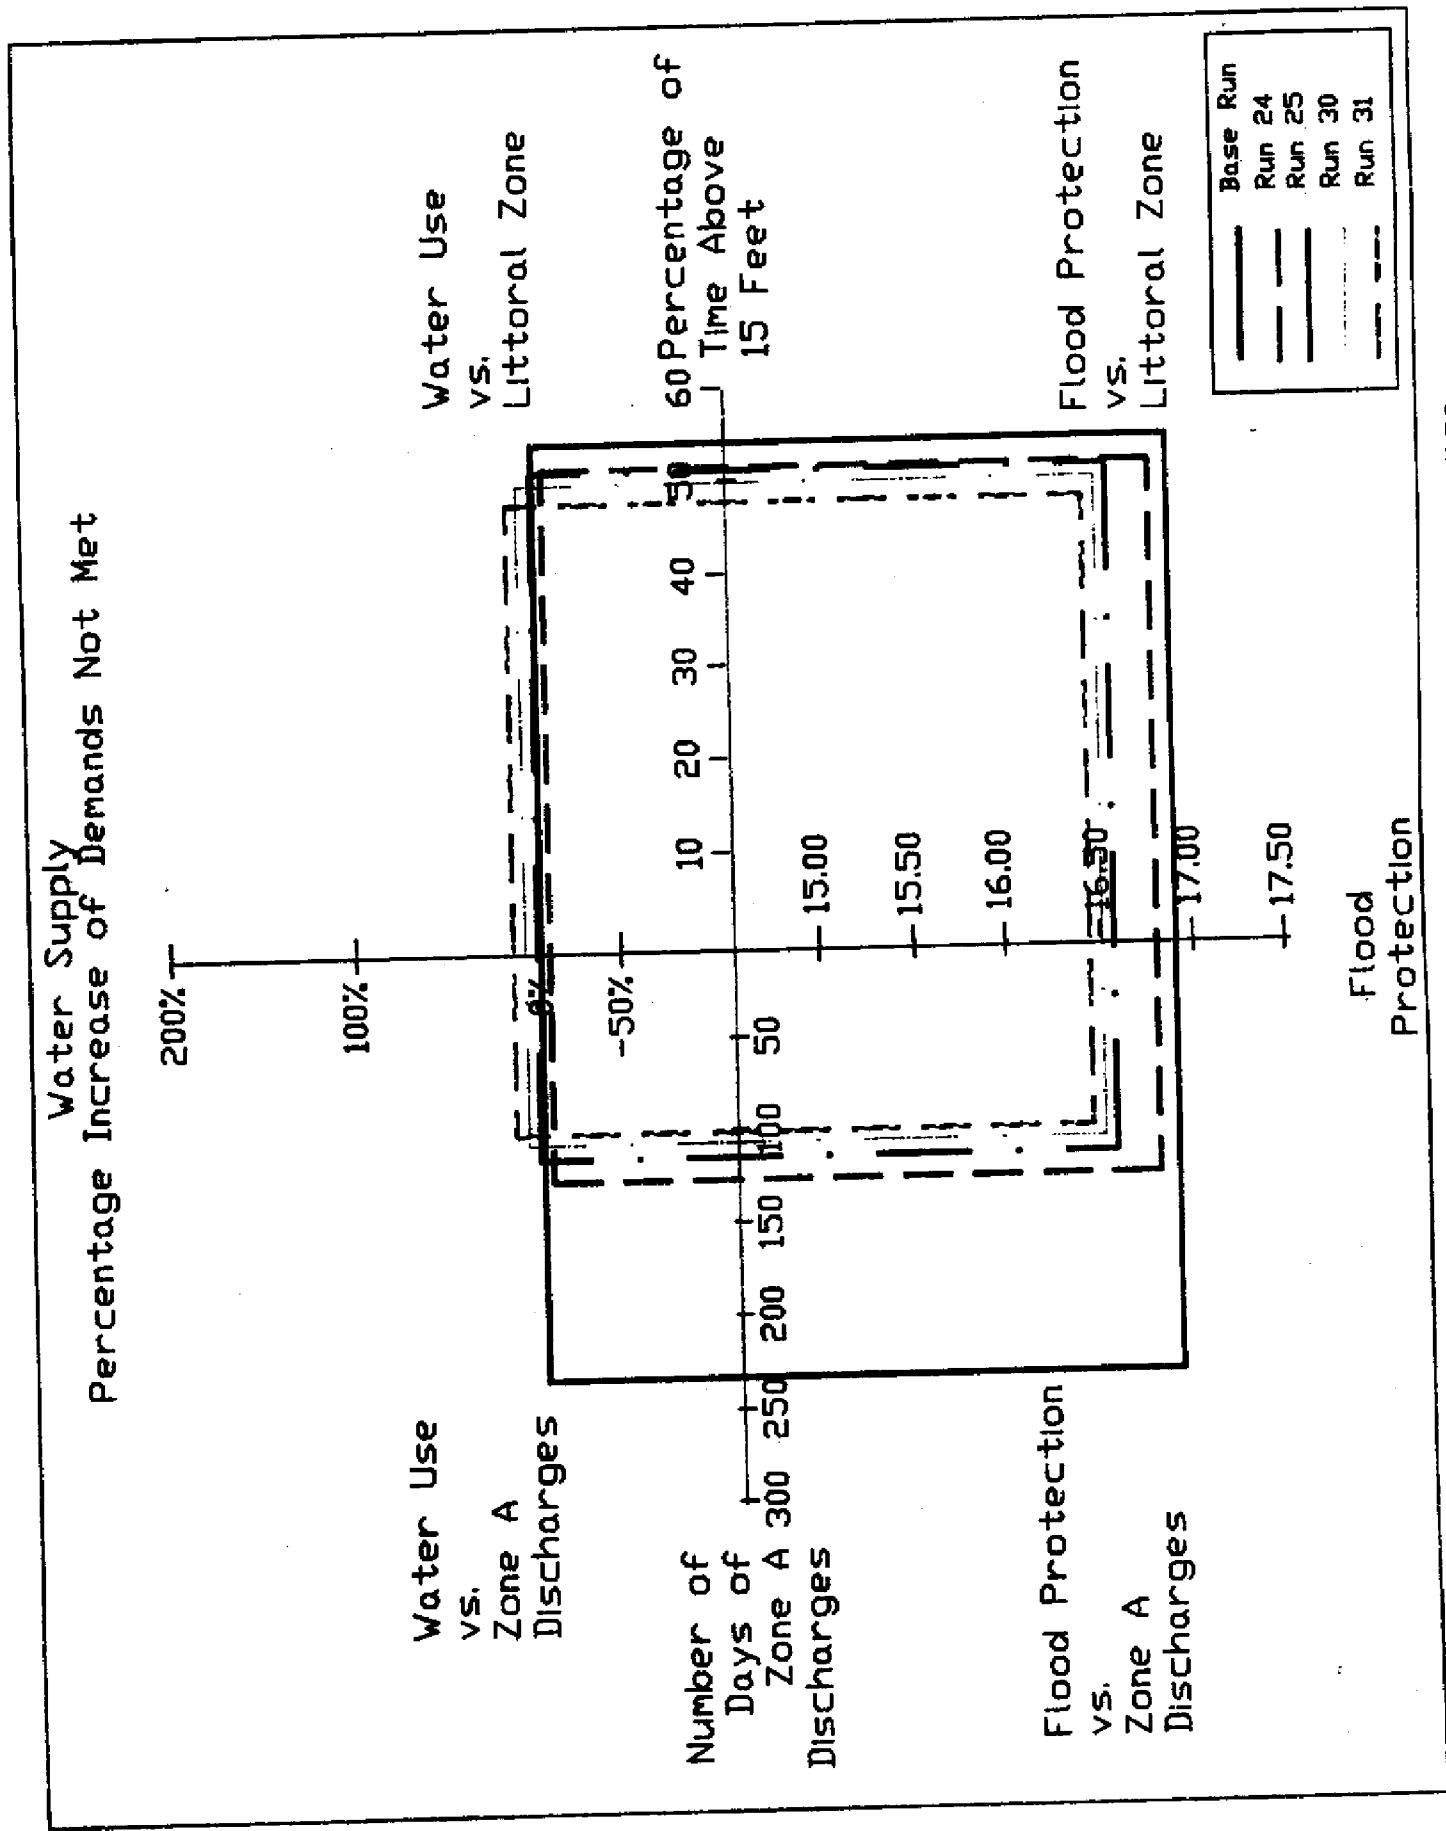 Water Supply
Percentage Increase of Demands Not Met
200%
100%
0%
-50%
Water Use
vs.
Zone A
Discharges
Water Use
vs.
Littoral Zone
Number of
Days of
Zone A
Discharges
300
250
200
150
100
50
10
20
30
40
50
60
Percentage of
Time Above
15 Feet
15.00
15.50
16.00
16.50
17.00
17.50
Flood Protection
vs.
Zone A
Discharges
Flood Protection
vs.
Littoral Zone
Flood
Protection
Base Run
Run 24
Run 25
Run 30
Run 31